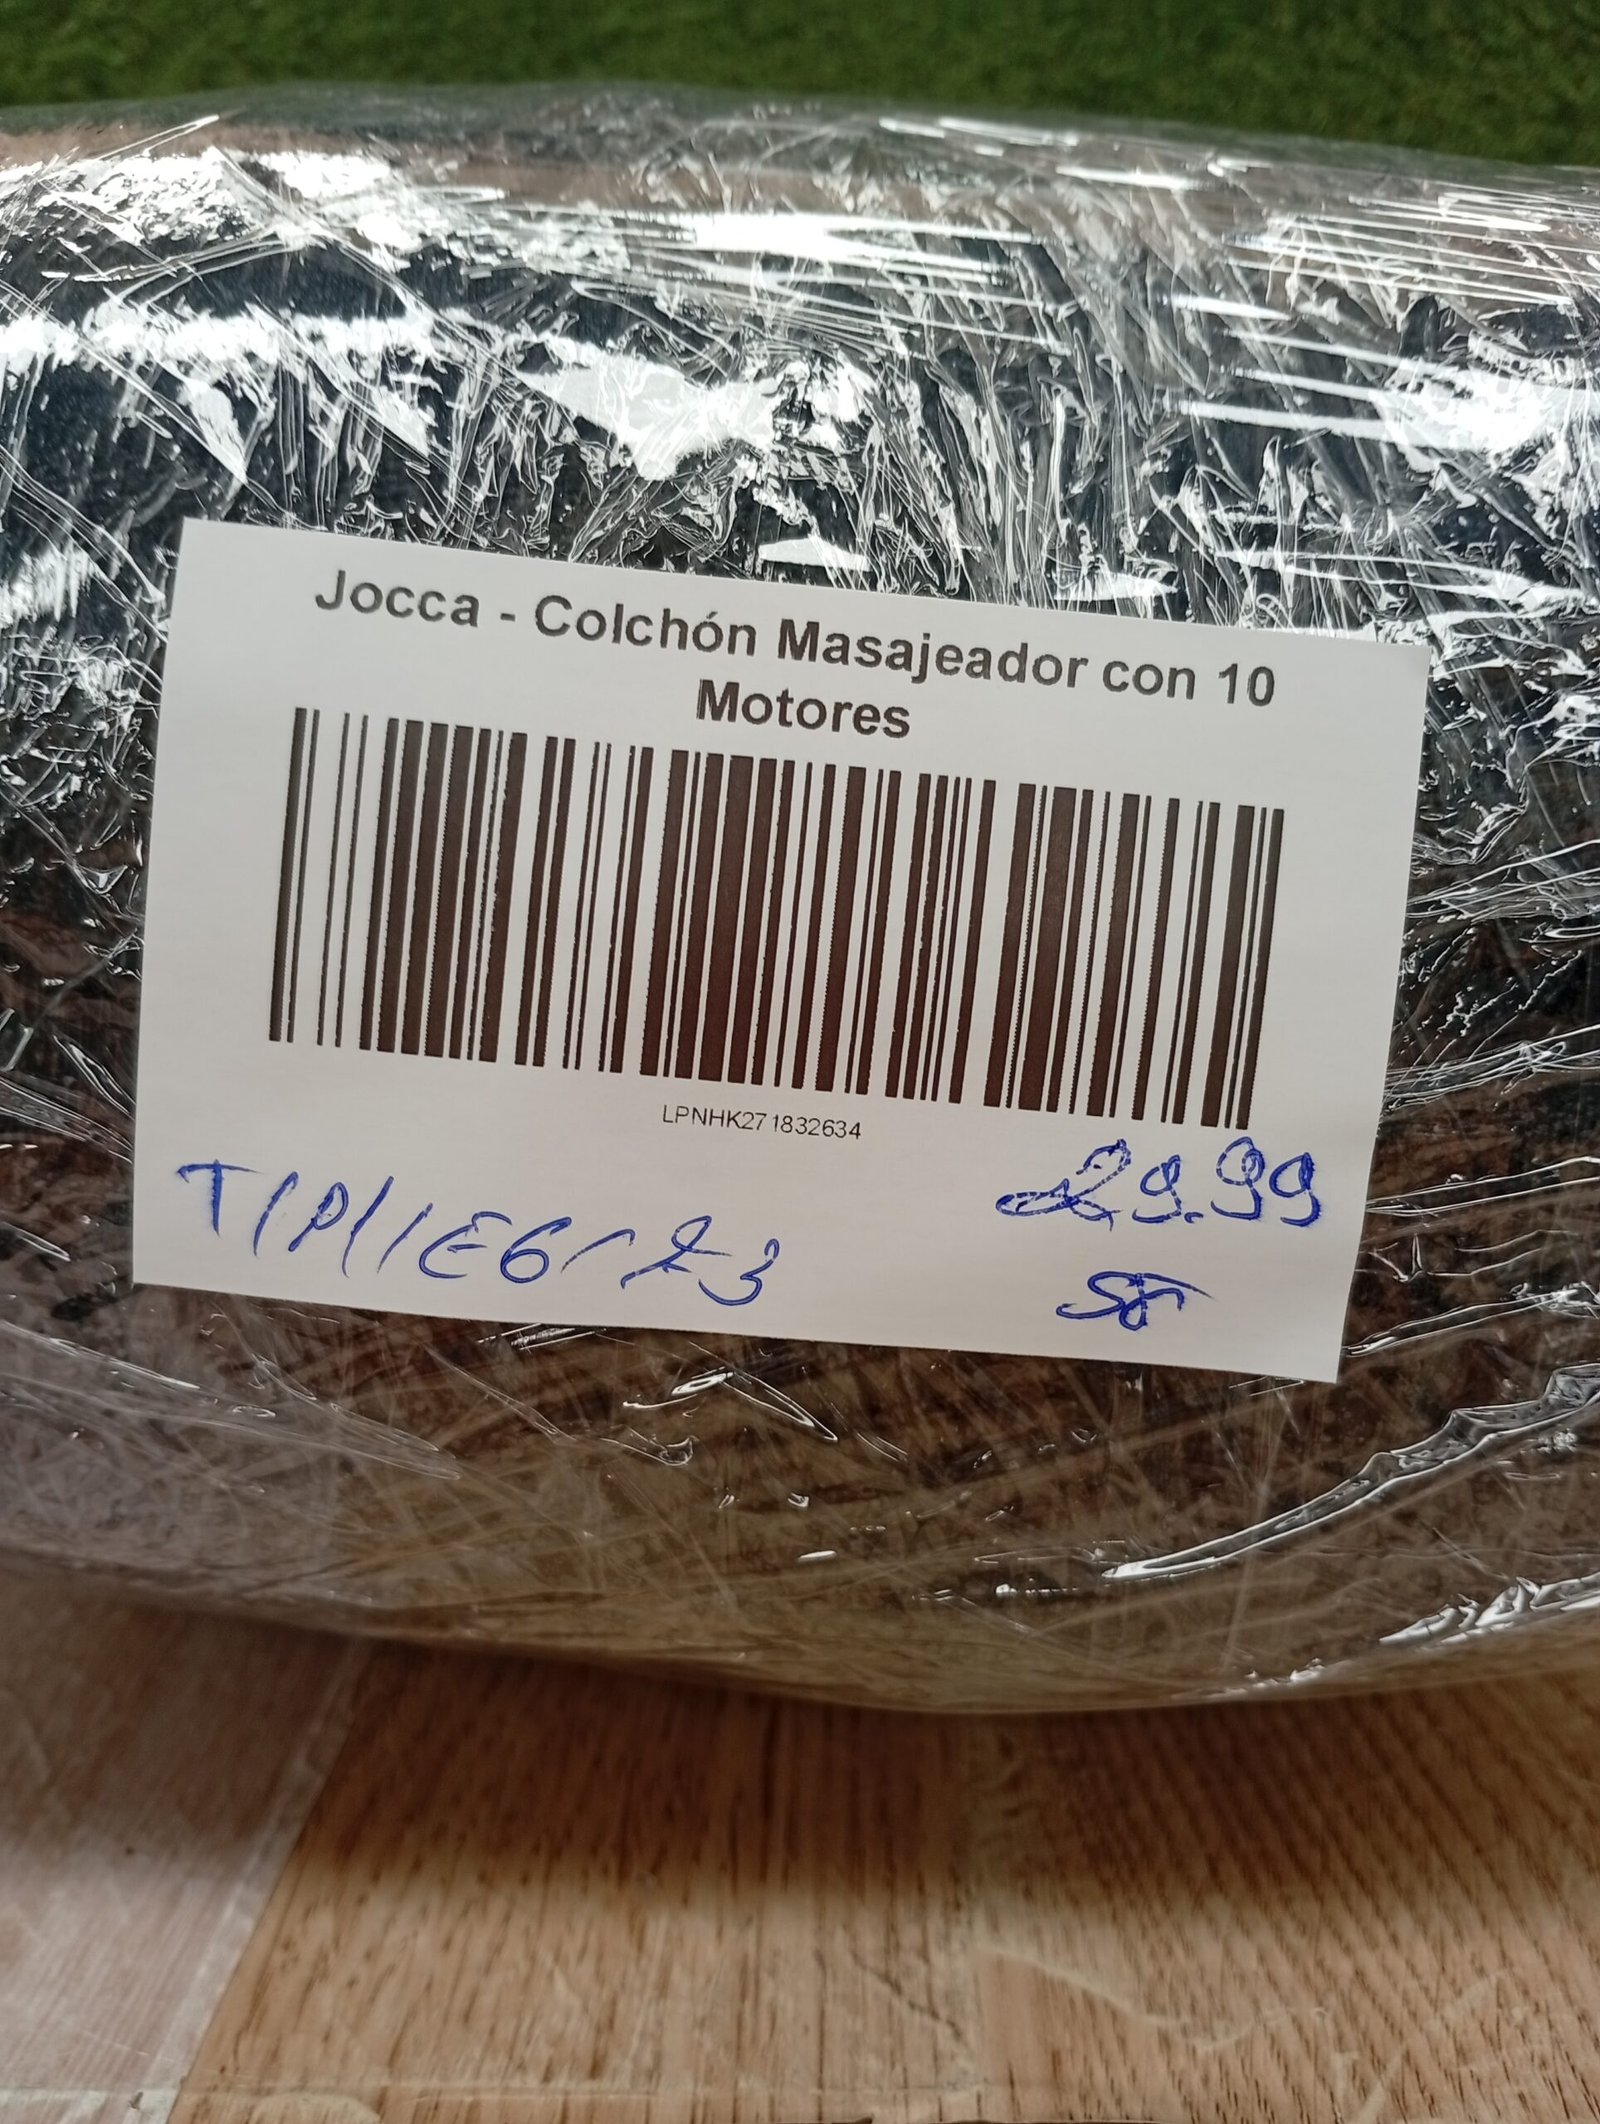 Jocca - Colchón Masajeador con 10
Motores
LPNHK271832634
29.99